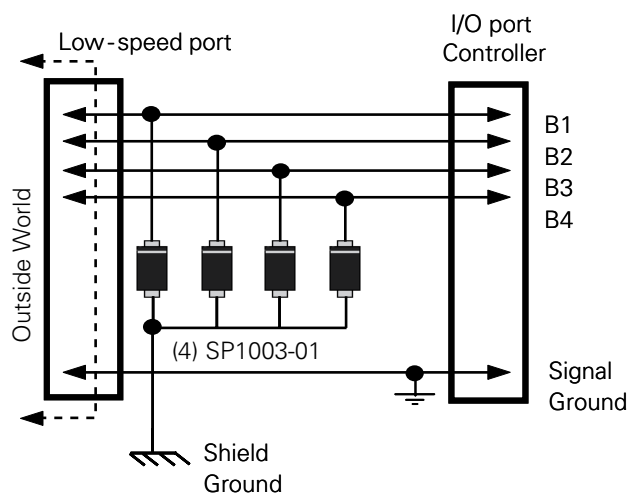 Low-speed port
I/O port
Controller
B1
B2
B3
B4
Outside World
(4) SP1003-01
Signal
Ground
Shield
Ground